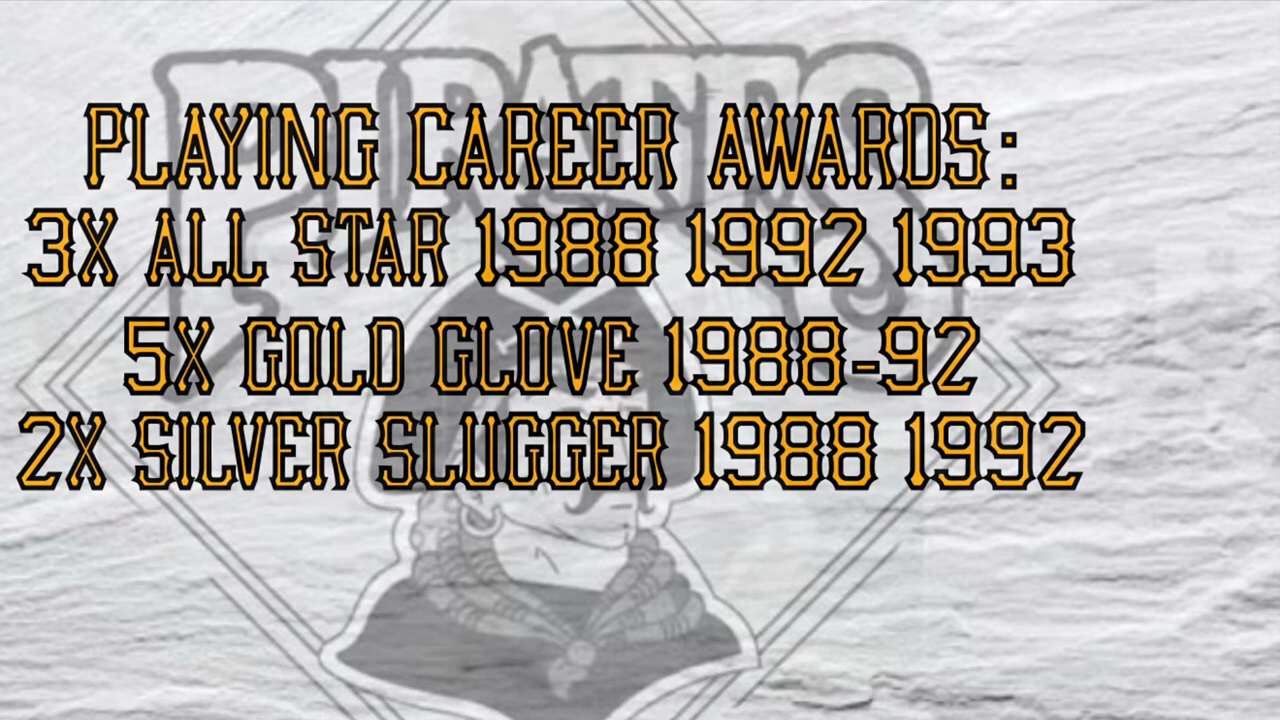 PIRATES
PLAYING CAREER AWARDS:
3X ALL STAR 1988 1992 1993
5X GOLD GLOVE 1988-92
2X SILVER SLUGGER 1988 1992